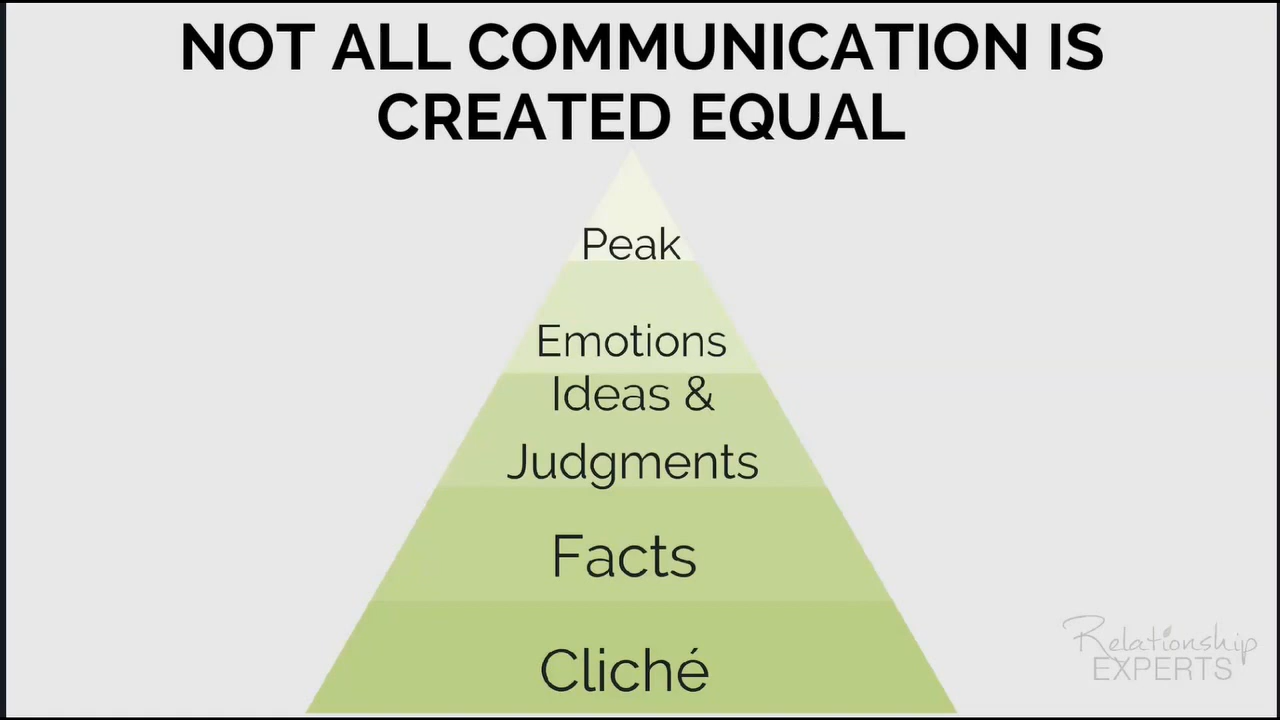 NOT ALL COMMUNICATION IS
CREATED EQUAL
Peak
Emotions
Ideas &
Judgments
Facts
Cliché
Relationship
EXPERTS